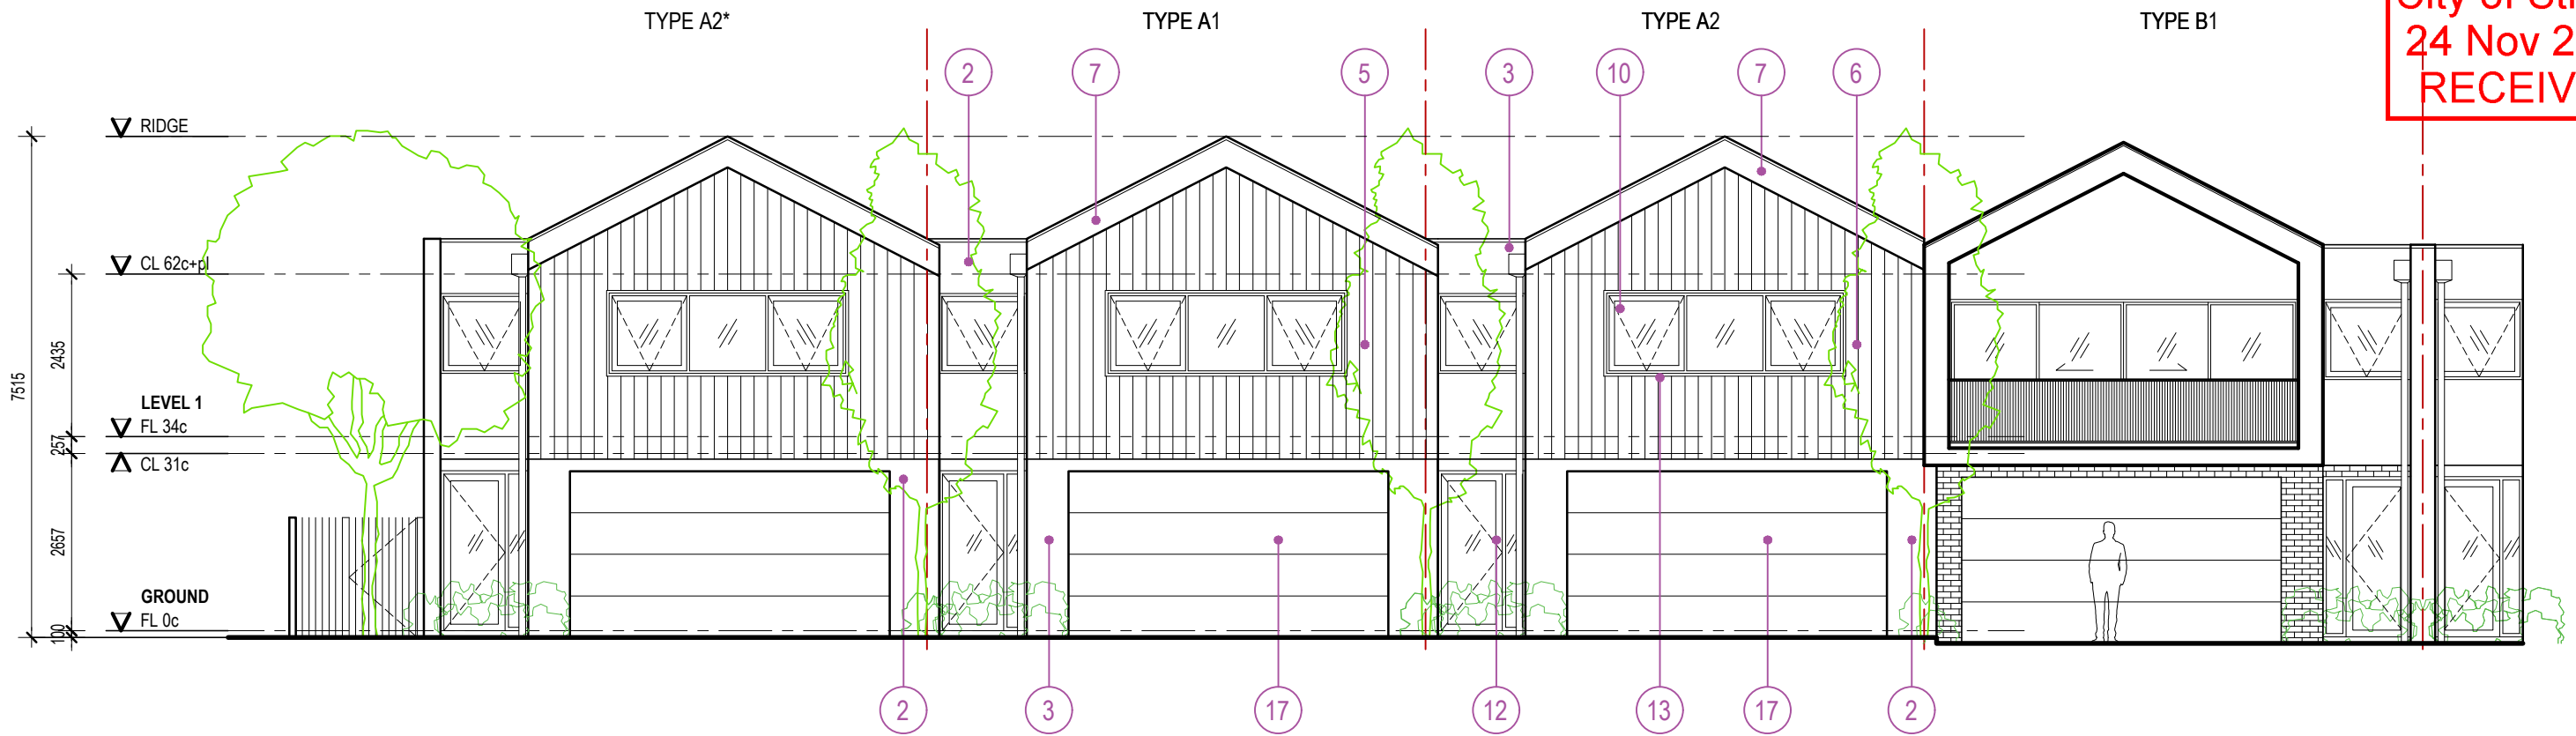 TYPE A2*
TYPE A1
TYPE A2
TYPE B1
24 Nov 2
RECEIV
2
7
5
3
10
7
6
RIDGE
CL 62c+pl
LEVEL 1
FL 34c
CL 31c
GROUND
FL 0c
7515
2435
257
2657
100
2
3
17
12
13
17
2